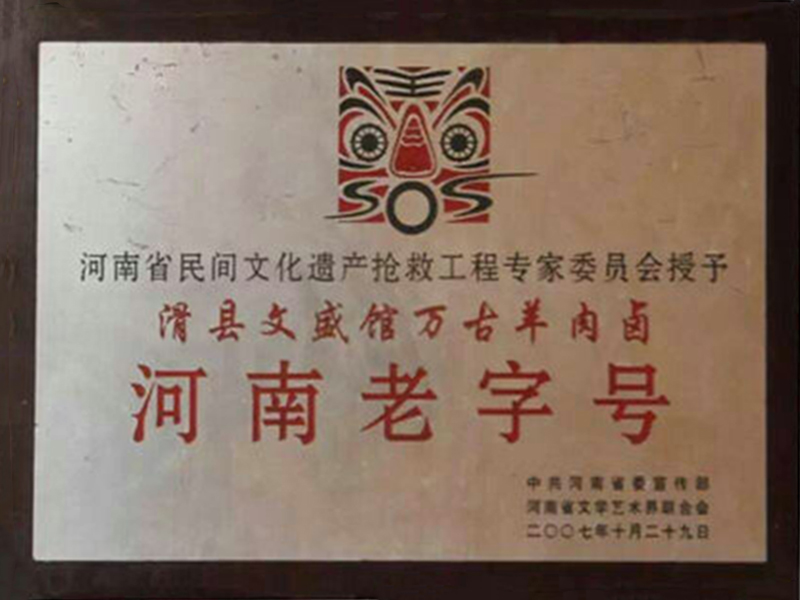 SOS
河南省民间文化遗产抢救工程专家委员会授予
滑县文盛馆万古羊肉卤
河南老字号
中共河南省委宣传部
河南省文学艺术界联合会
二〇〇七年十月二十九日